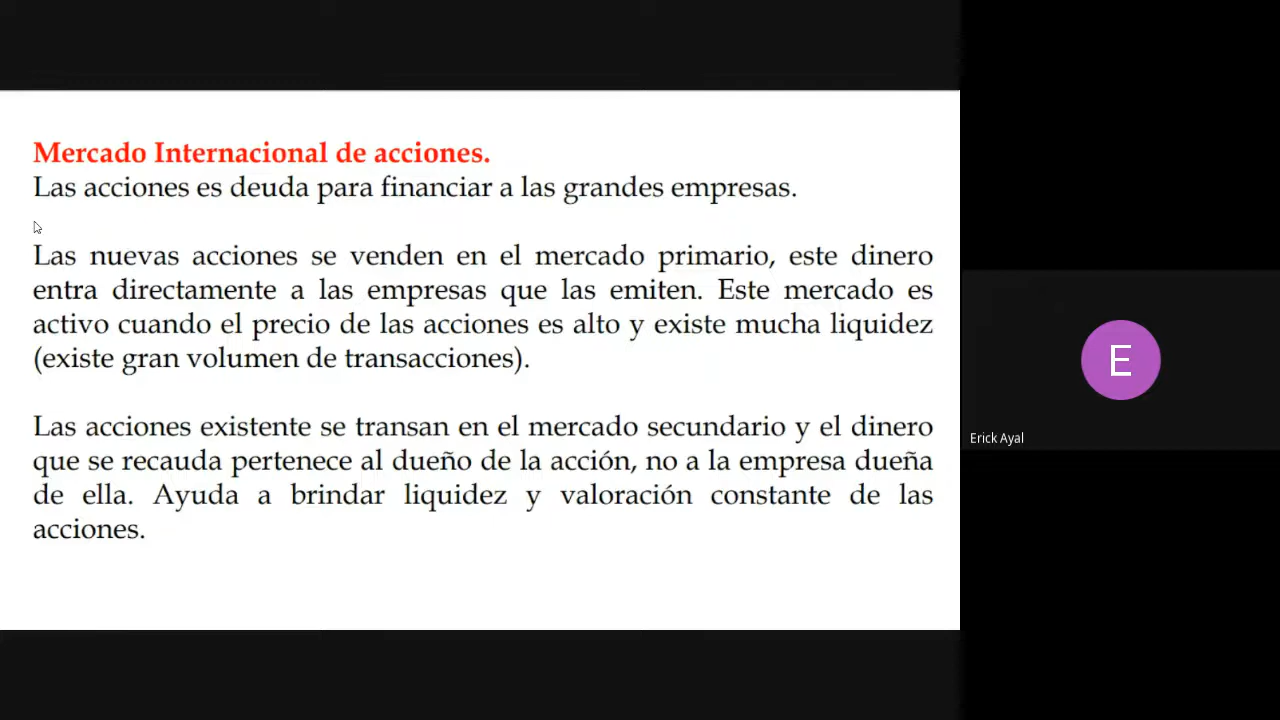 Mercado Internacional de acciones.
Las acciones es deuda para financiar a las grandes empresas.
Las nuevas acciones se venden en el mercado primario, este dinero
entra directamente a las empresas que las emiten. Este mercado es
activo cuando el precio de las acciones es alto y existe mucha liquidez
(existe gran volumen de transacciones).
Las acciones existente se transan en el mercado secundario y el dinero
que se recauda pertenece al dueño de la acción, no a la empresa dueña
de ella. Ayuda a brindar liquidez y valoración constante de las
acciones.
E
Erick Ayal